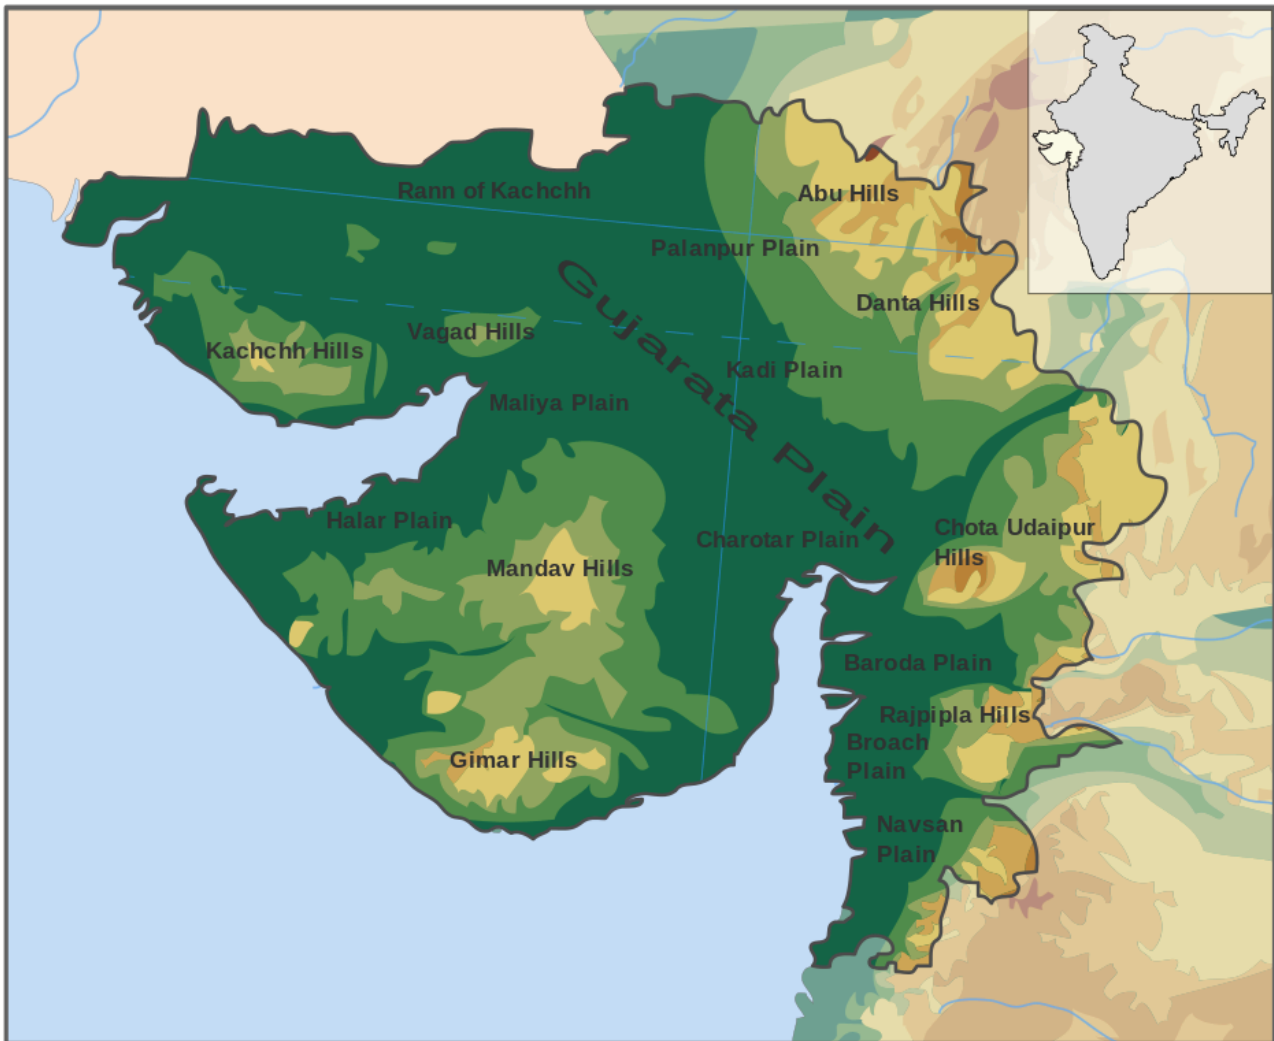 Rann of Kachchh
Abu Hills
Palanpur Plain
Danta Hills
Gujarata Plain
Vagad Hills
Kachchh Hills
Kadi Plain
Maliya Plain
Halar Plain
Charotar Plain
Chota Udaipur
Hills
Mandav Hills
Baroda Plain
Rajpipla Hills
Broach
Plain
Gimar Hills
Navsan
Plain